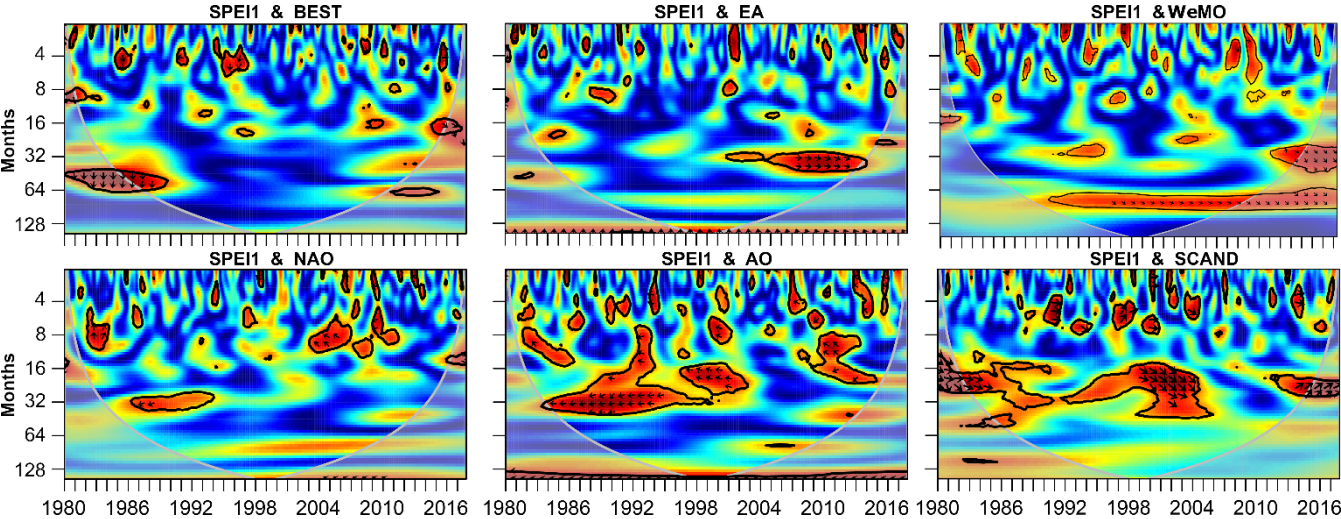 SPEI1 & BEST
SPEI1 & EA
SPEI1 &WeMO
4
8
16
32
64
128
Months
SPEI1 & NAO
SPEI1 & AO
SPEI1 & SCAND
4
8
16
32
64
128
Months
1980 1986 1992 1998 2004 2010 2016
1980 1986 1992 1998 2004 2010 2016
1980 1986 1992 1998 2004 2010 2016